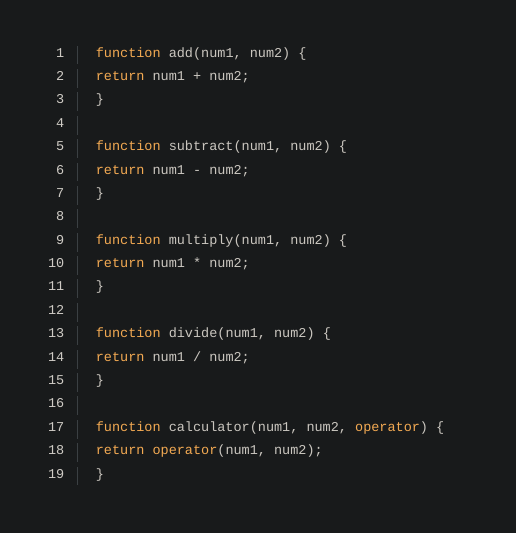 1 function add(num1, num2) {
2 return num1 + num2;
3 }
4
5 function subtract(num1, num2) {
6 return num1 - num2;
7 }
8
9 function multiply(num1, num2) {
10 return num1 * num2;
11 }
12
13 function divide(num1, num2) {
14 return num1 / num2;
15 }
16
17 function calculator(num1, num2, operator) {
18 return operator(num1, num2);
19 }